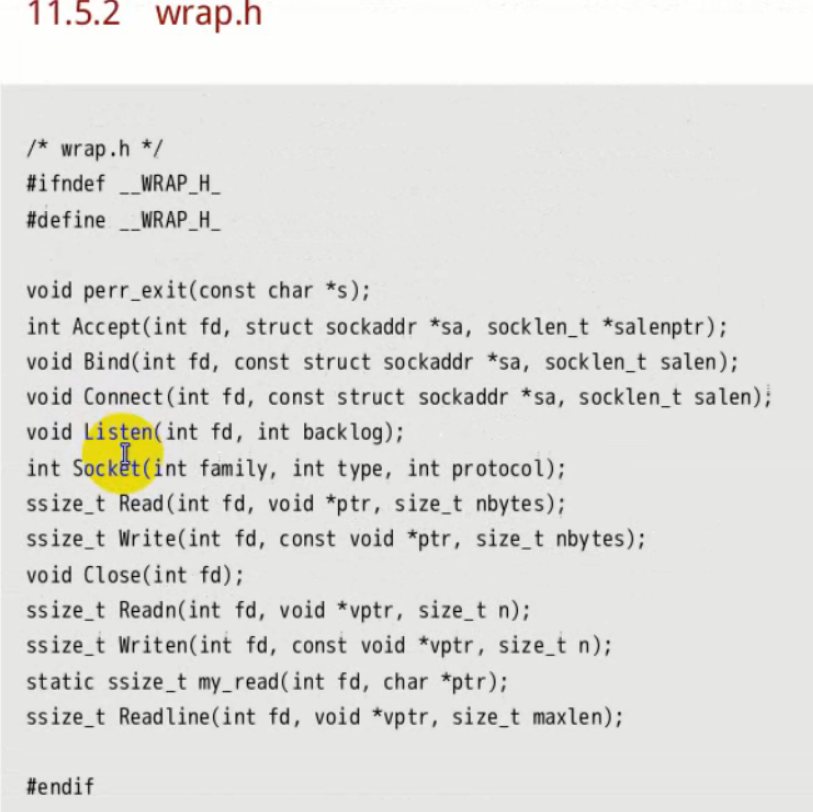 11.5.2 wrap.h
/* wrap.h */
#ifndef __WRAP_H_
#define __WRAP_H_
void perr_exit(const char *s);
int Accept(int fd, struct sockaddr *sa, socklen_t *salenptr);
void Bind(int fd, const struct sockaddr *sa, socklen_t salen);
void Connect(int fd, const struct sockaddr *sa, socklen_t salen);
void Listen(int fd, int backlog);
int Socket(int family, int type, int protocol);
ssize_t Read(int fd, void *ptr, size_t nbytes);
ssize_t Write(int fd, const void *ptr, size_t nbytes);
void Close(int fd);
ssize_t Readn(int fd, void *vptr, size_t n);
ssize_t Writen(int fd, const void *vptr, size_t n);
static ssize_t my_read(int fd, char *ptr);
ssize_t Readline(int fd, void *vptr, size_t maxlen);
#endif